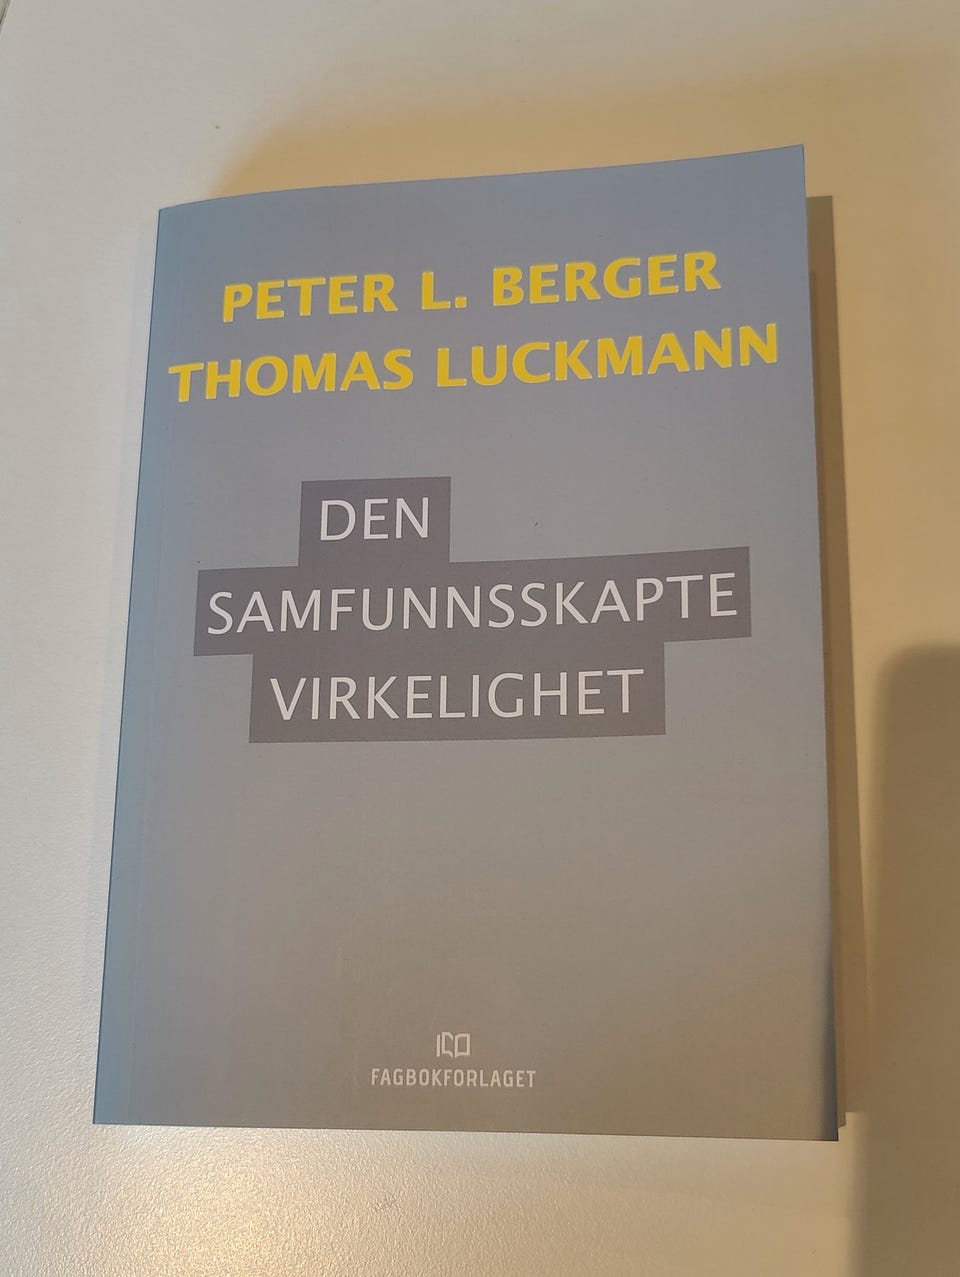 PETER L. BERGER
THOMAS LUCKMANN
DEN
SAMFUNNSSKAPTE
VIRKELIGHET
FAGBOKFORLAGET